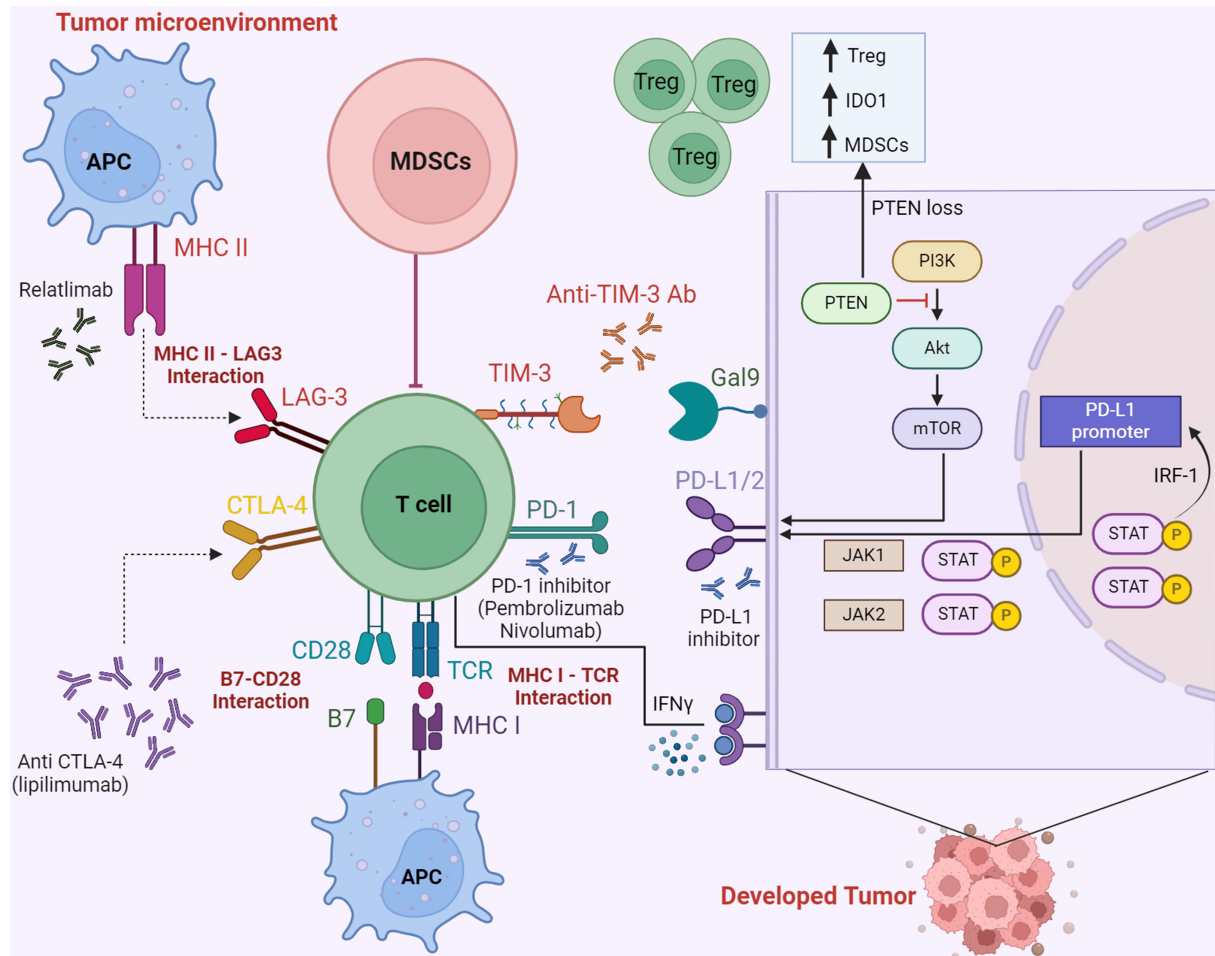 Tumor microenvironment
APC
MHC II
Relatlimab
MHC II - LAG3
Interaction
LAG-3
MDSCs
Treg
Treg
Treg
Treg
IDO1
MDSCs
PTEN loss
PI3K
PTEN
Akt
mTOR
PD-L1
promoter
IRF-1
STAT
P
STAT
P
JAK1
STAT
P
JAK2
STAT
P
Anti-TIM-3 Ab
TIM-3
Gal9
PD-L1/2
PD-L1
inhibitor
T cell
CTLA-4
PD-1
PD-1 inhibitor
(Pembrolizumab
Nivolumab)
CD28
TCR
B7-CD28
Interaction
MHC I - TCR
Interaction
B7
MHC I
IFNγ
Anti CTLA-4
(lipilimumab)
APC
Developed Tumor